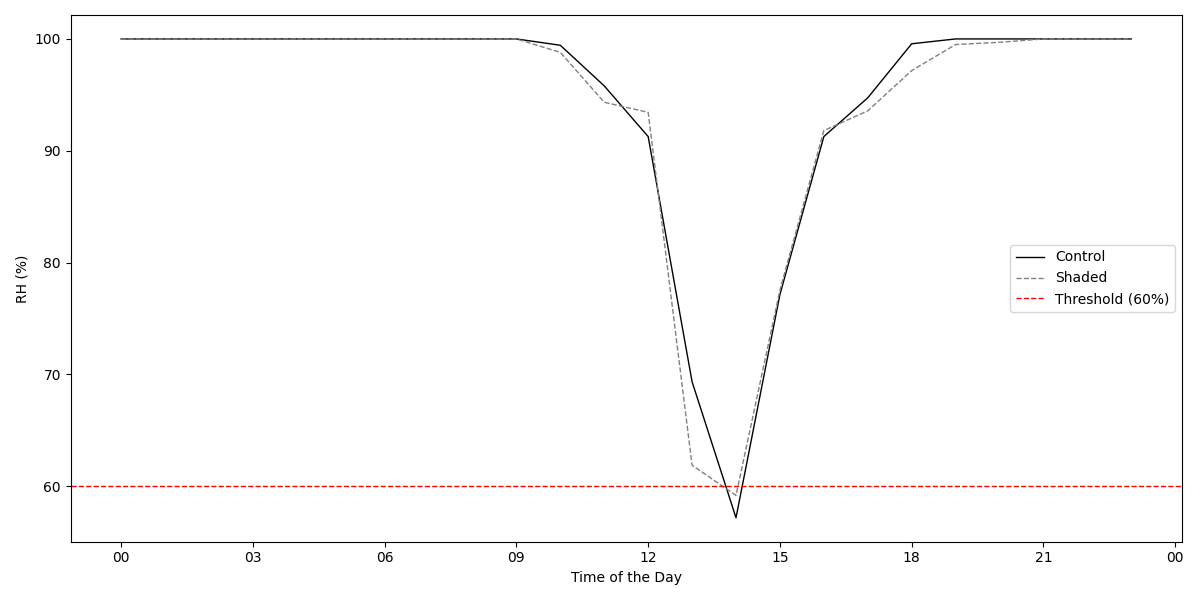 100
90
80
70
60
RH (%)
Control
Shaded
Threshold (60%)
00 03 06 09 12 15 18 21 00
Time of the Day